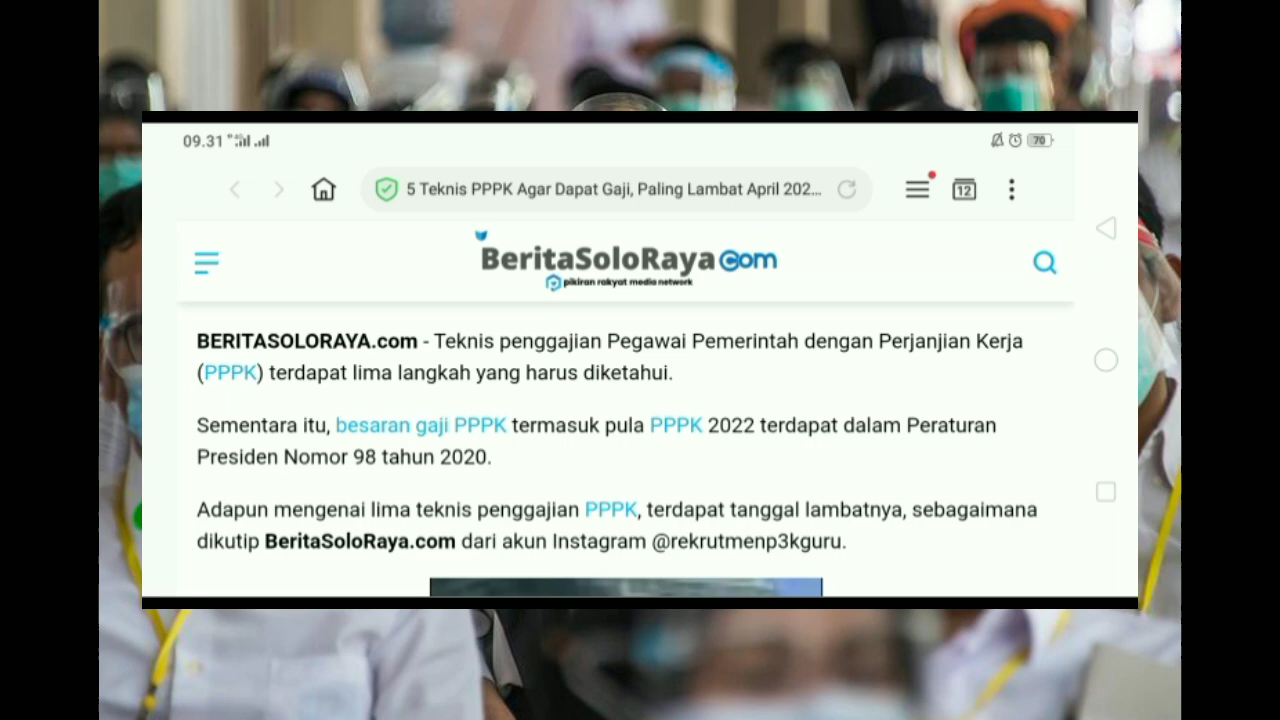 09.31
70
5 Teknis PPPK Agar Dapat Gaji, Paling Lambat April 202...
12
BeritaSoloRaya com
pikiran rakyat media network
BERITASOLORAYA.com - Teknis penggajian Pegawai Pemerintah dengan Perjanjian Kerja
(PPPK) terdapat lima langkah yang harus diketahui.
Sementara itu, besaran gaji PPPK termasuk pula PPPK 2022 terdapat dalam Peraturan
Presiden Nomor 98 tahun 2020.
Adapun mengenai lima teknis penggajian PPPK, terdapat tanggal lambatnya, sebagaimana
dikutip BeritaSoloRaya.com dari akun Instagram @rekrutmenp3kguru.